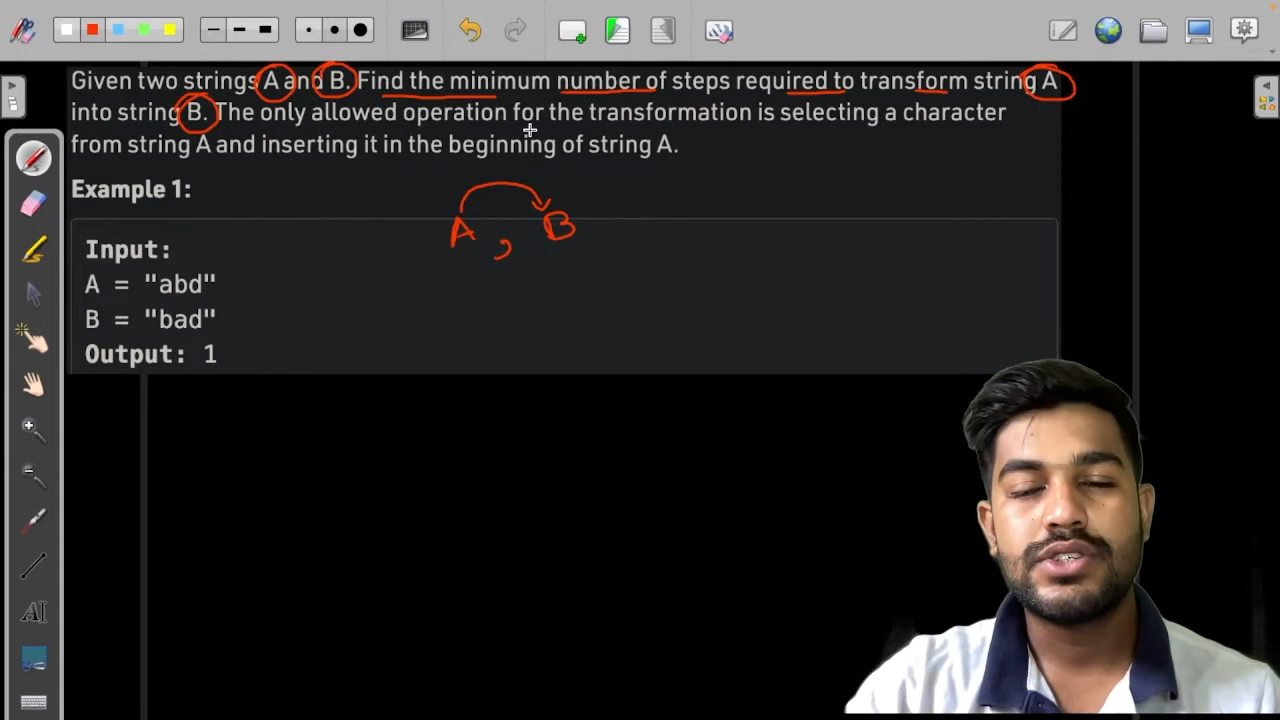 Given two strings A and B. Find the minimum number of steps required to transform string A
into string B. The only allowed operation for the transformation is selecting a character
from string A and inserting it in the beginning of string A.
Example 1:
A , B
Input:
A = "abd"
B = "bad"
Output: 1
AI